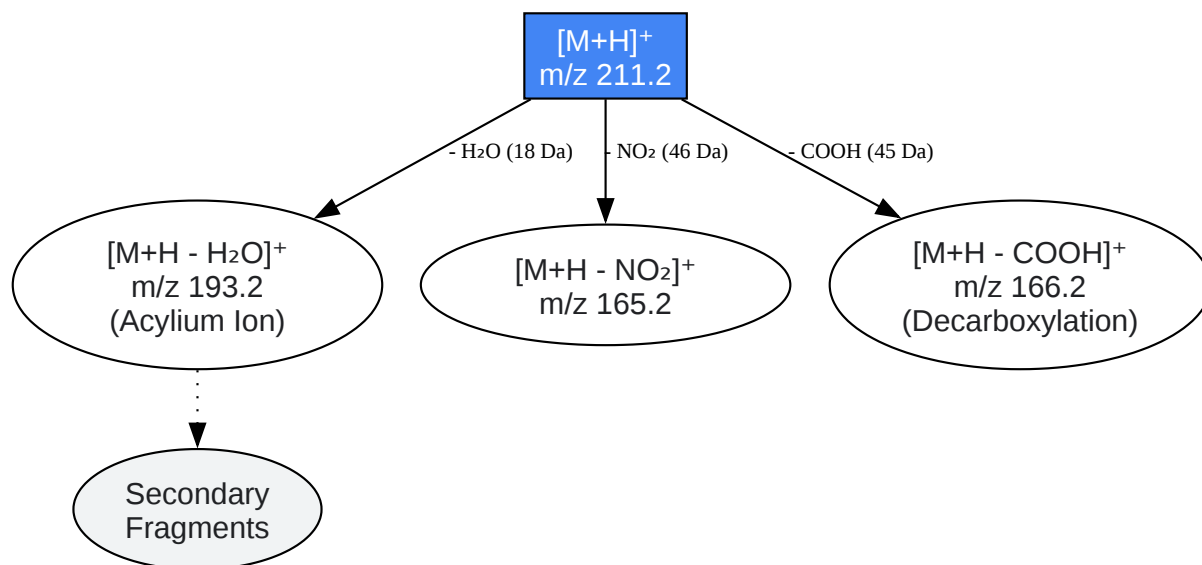 [M+H]⁺
m/z 211.2
- H₂O (18 Da)
- NO₂ (46 Da)
- COOH (45 Da)
[M+H - H₂O]⁺
m/z 193.2
(Acylium Ion)
[M+H - NO₂]⁺
m/z 165.2
[M+H - COOH]⁺
m/z 166.2
(Decarboxylation)
Secondary
Fragments